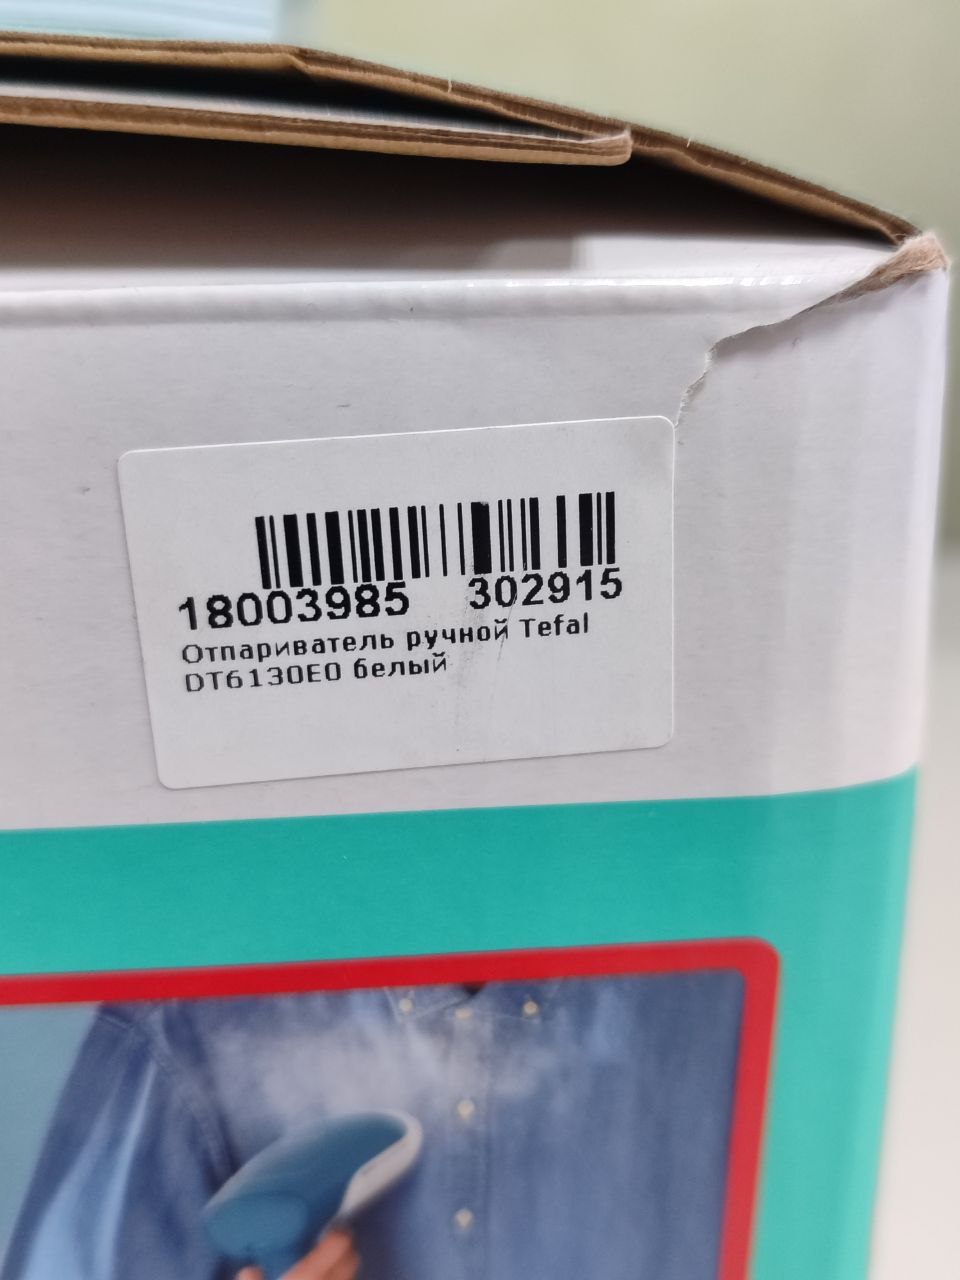 18003985 302915
Отпариватель ручной Tefal
DT6130E0 белый